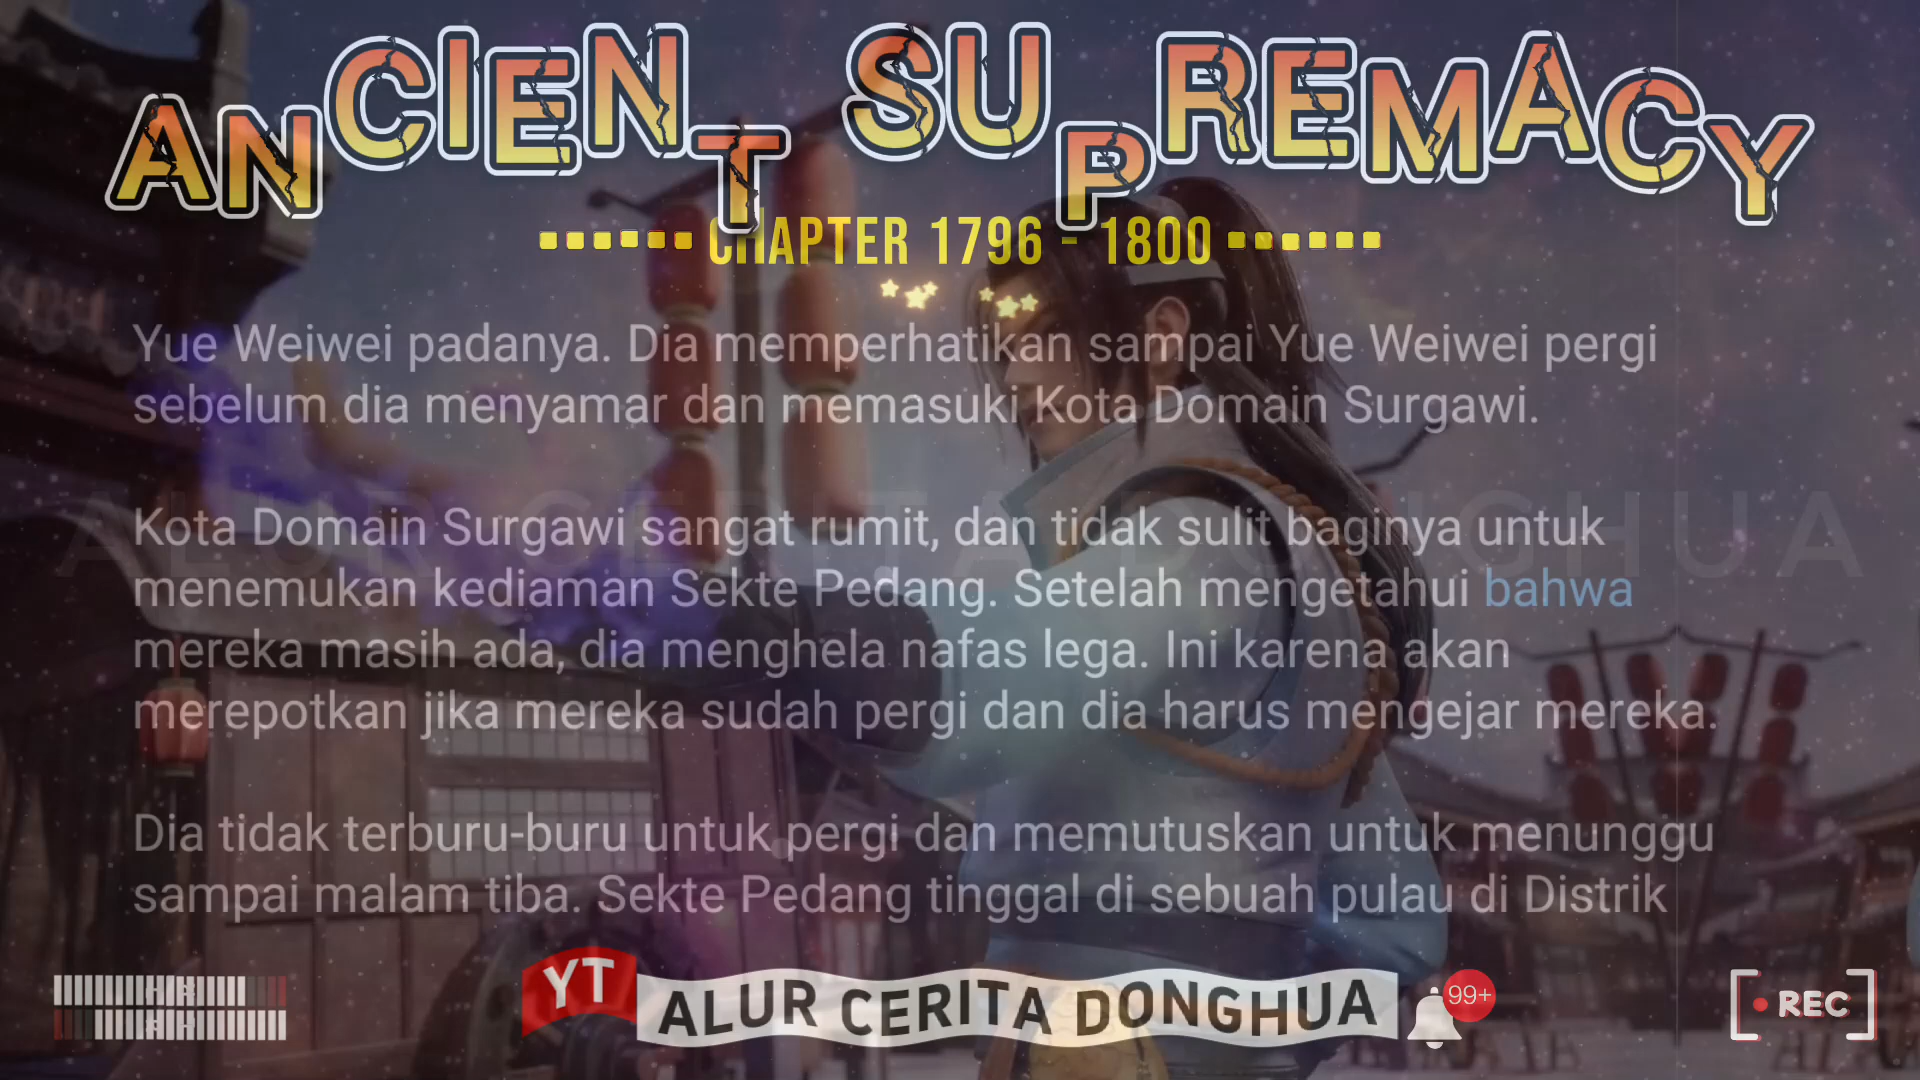 ANCIENT SUPREMACY
CHAPTER 1796 - 1800
Yue Weiwei padanya. Dia memperhatikan sampai Yue Weiwei pergi
sebelum dia menyamar dan memasuki Kota Domain Surgawi.
ALUR CERITA DONGHUA
Kota Domain Surgawi sangat rumit, dan tidak sulit baginya untuk
menemukan kediaman Sekte Pedang. Setelah mengetahui bahwa
mereka masih ada, dia menghela nafas lega. Ini karena akan
merepotkan jika mereka sudah pergi dan dia harus mengejar mereka.
Dia tidak terburu-buru untuk pergi dan memutuskan untuk menunggu
sampai malam tiba. Sekte Pedang tinggal di sebuah pulau di Distrik
YT ALUR CERITA DONGHUA 99+
REC